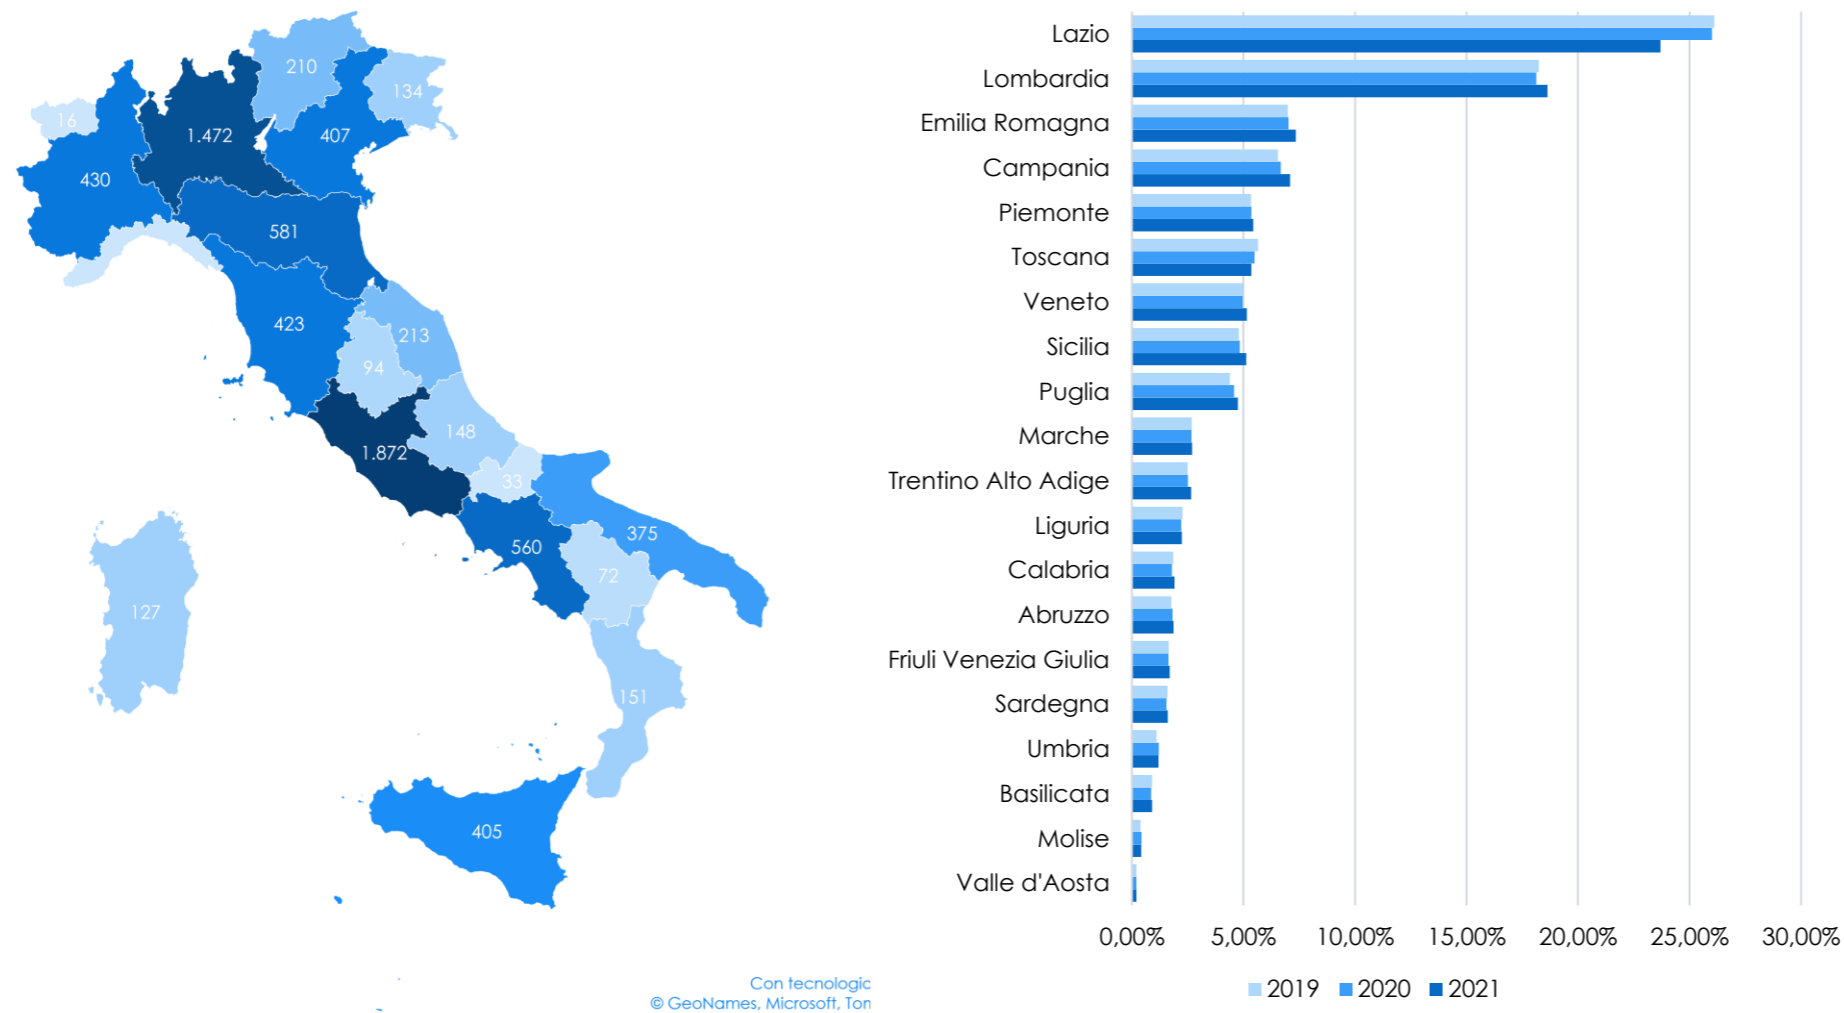 210
134
16
1.472
407
430
581
423
213
94
148
1.872
33
375
560
72
127
151
405
Con tecnologic
© GeoNames, Microsoft, Ton
Lazio
Lombardia
Emilia Romagna
Campania
Piemonte
Toscana
Veneto
Sicilia
Puglia
Marche
Trentino Alto Adige
Liguria
Calabria
Abruzzo
Friuli Venezia Giulia
Sardegna
Umbria
Basilicata
Molise
Valle d'Aosta
0,00% 5,00% 10,00% 15,00% 20,00% 25,00% 30,00%
2019 2020 2021